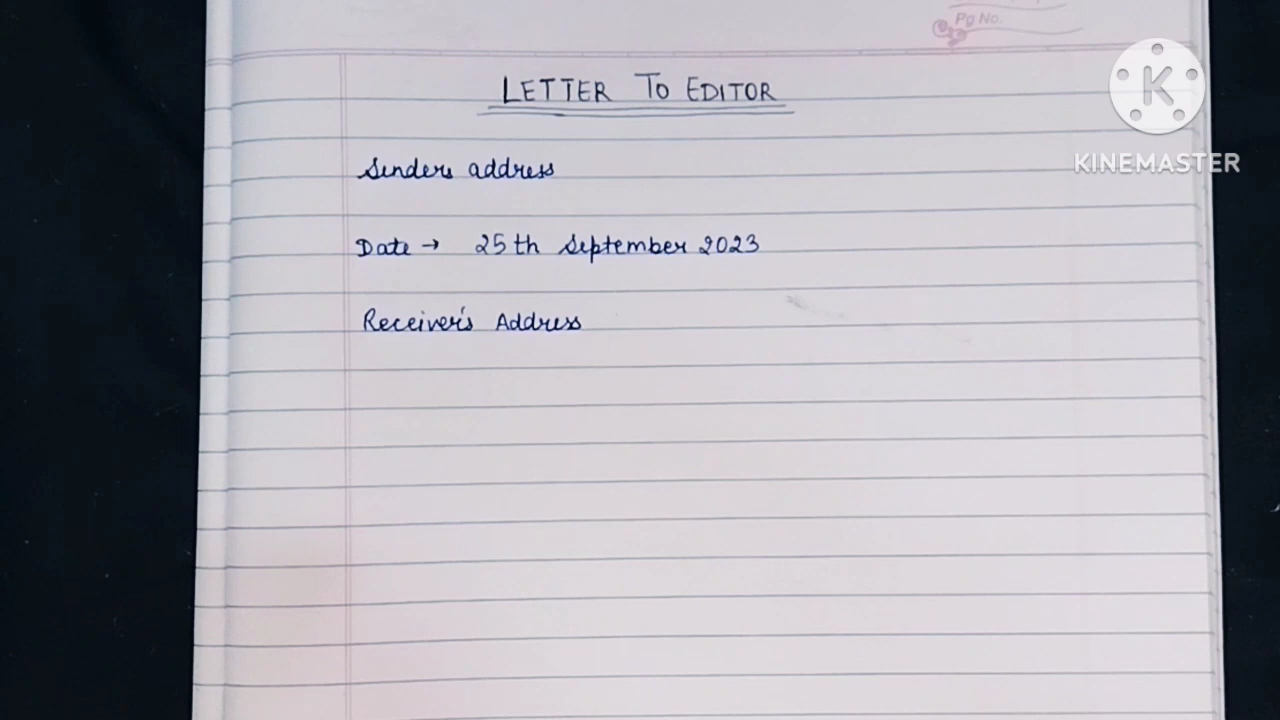 Pg No.
LETTER TO EDITOR
K
KINEMASTER
Senders address
Date → 25th September 2023
Receiver's Address